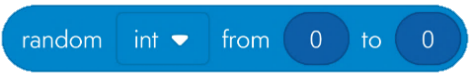 random int from 0 to 0